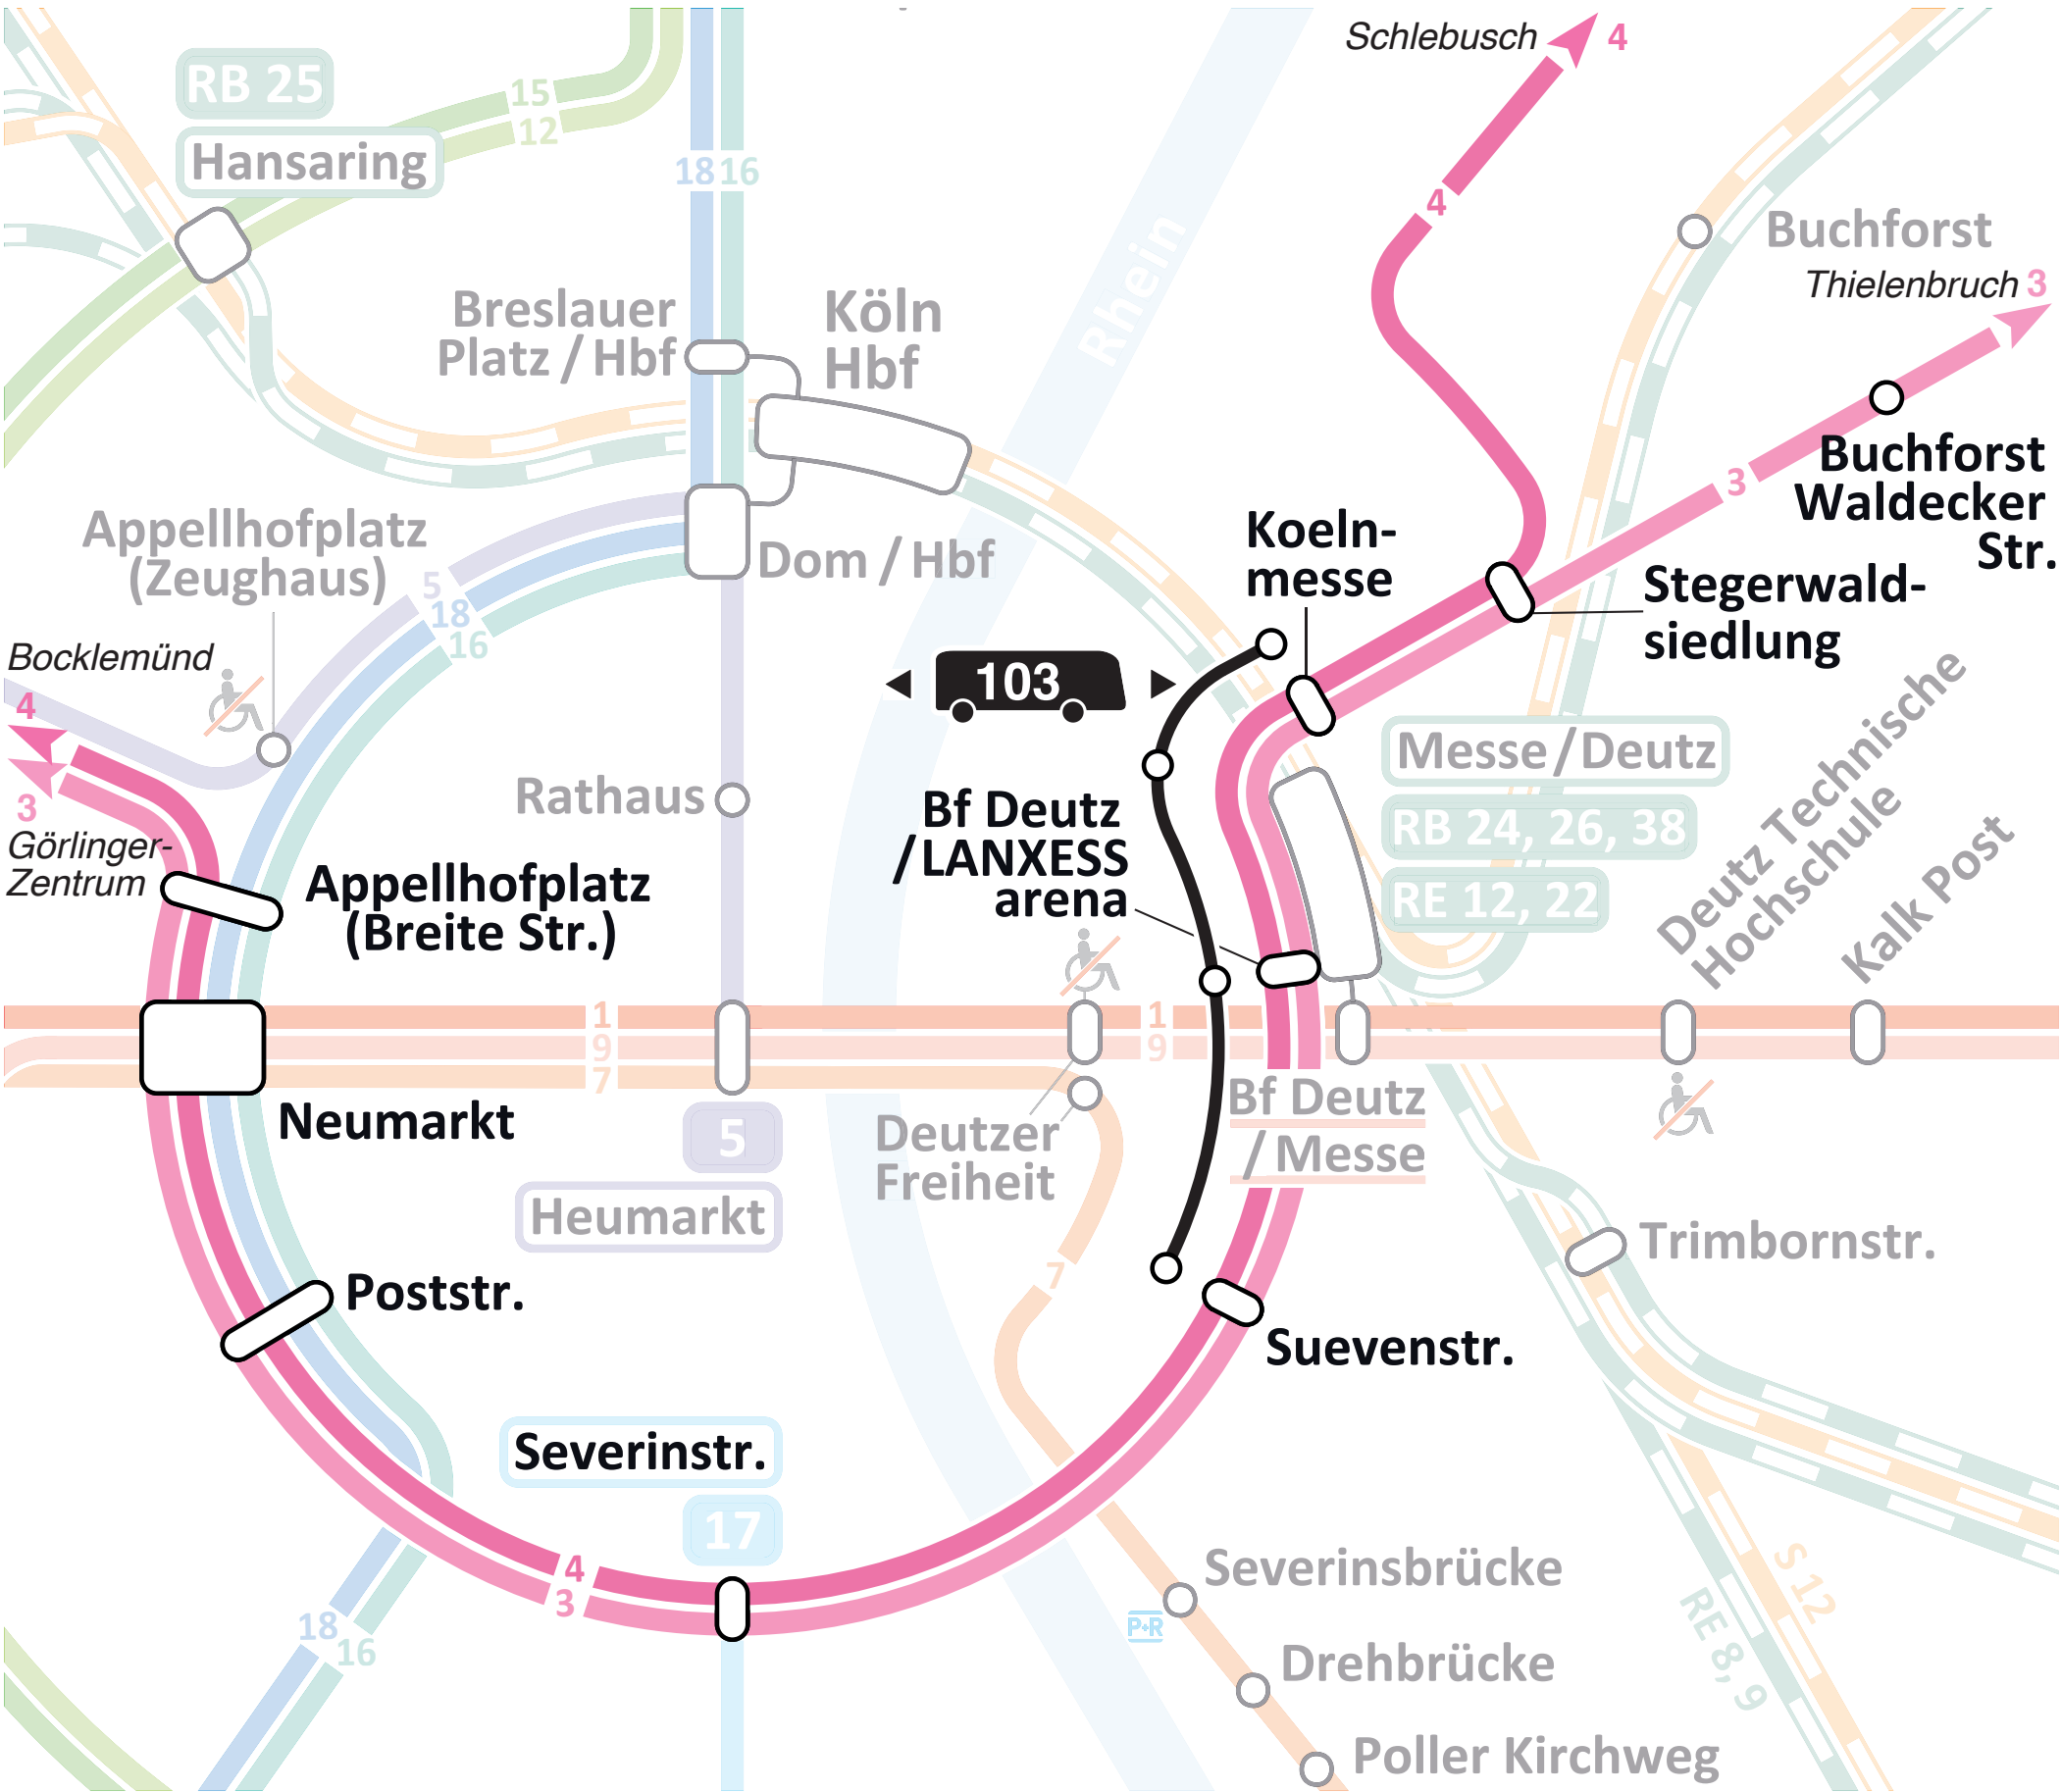 Schlebusch 4
RB 25
15
12
Hansaring
18 16
4
Rhein
Buchforst
Thielenbruch 3
Breslauer
Platz / Hbf
Köln
Hbf
Buchforst
Waldecker
Str.
3
Appellhofplatz
(Zeughaus)
Koeln-
messe
Dom / Hbf
5
18
16
Stegerwald-
siedlung
Bocklemünd
4
103
Messe / Deutz
RB 24, 26, 38
RE 12, 22
Rathaus
3
Görlinger-
Zentrum
Bf Deutz
/ LANXESS
arena
Appellhofplatz
(Breite Str.)
Deutz Technische
Hochschule
Kalk Post
1
9
7
1
9
Neumarkt
5
Heumarkt
Deutzer
Freiheit
Bf Deutz
/ Messe
Trimbornstr.
7
Poststr.
Suevenstr.
Severinstr.
17
4
3
18
16
Severinsbrücke
P+R
S 12
RE 8, 9
Drehbrücke
Poller Kirchweg